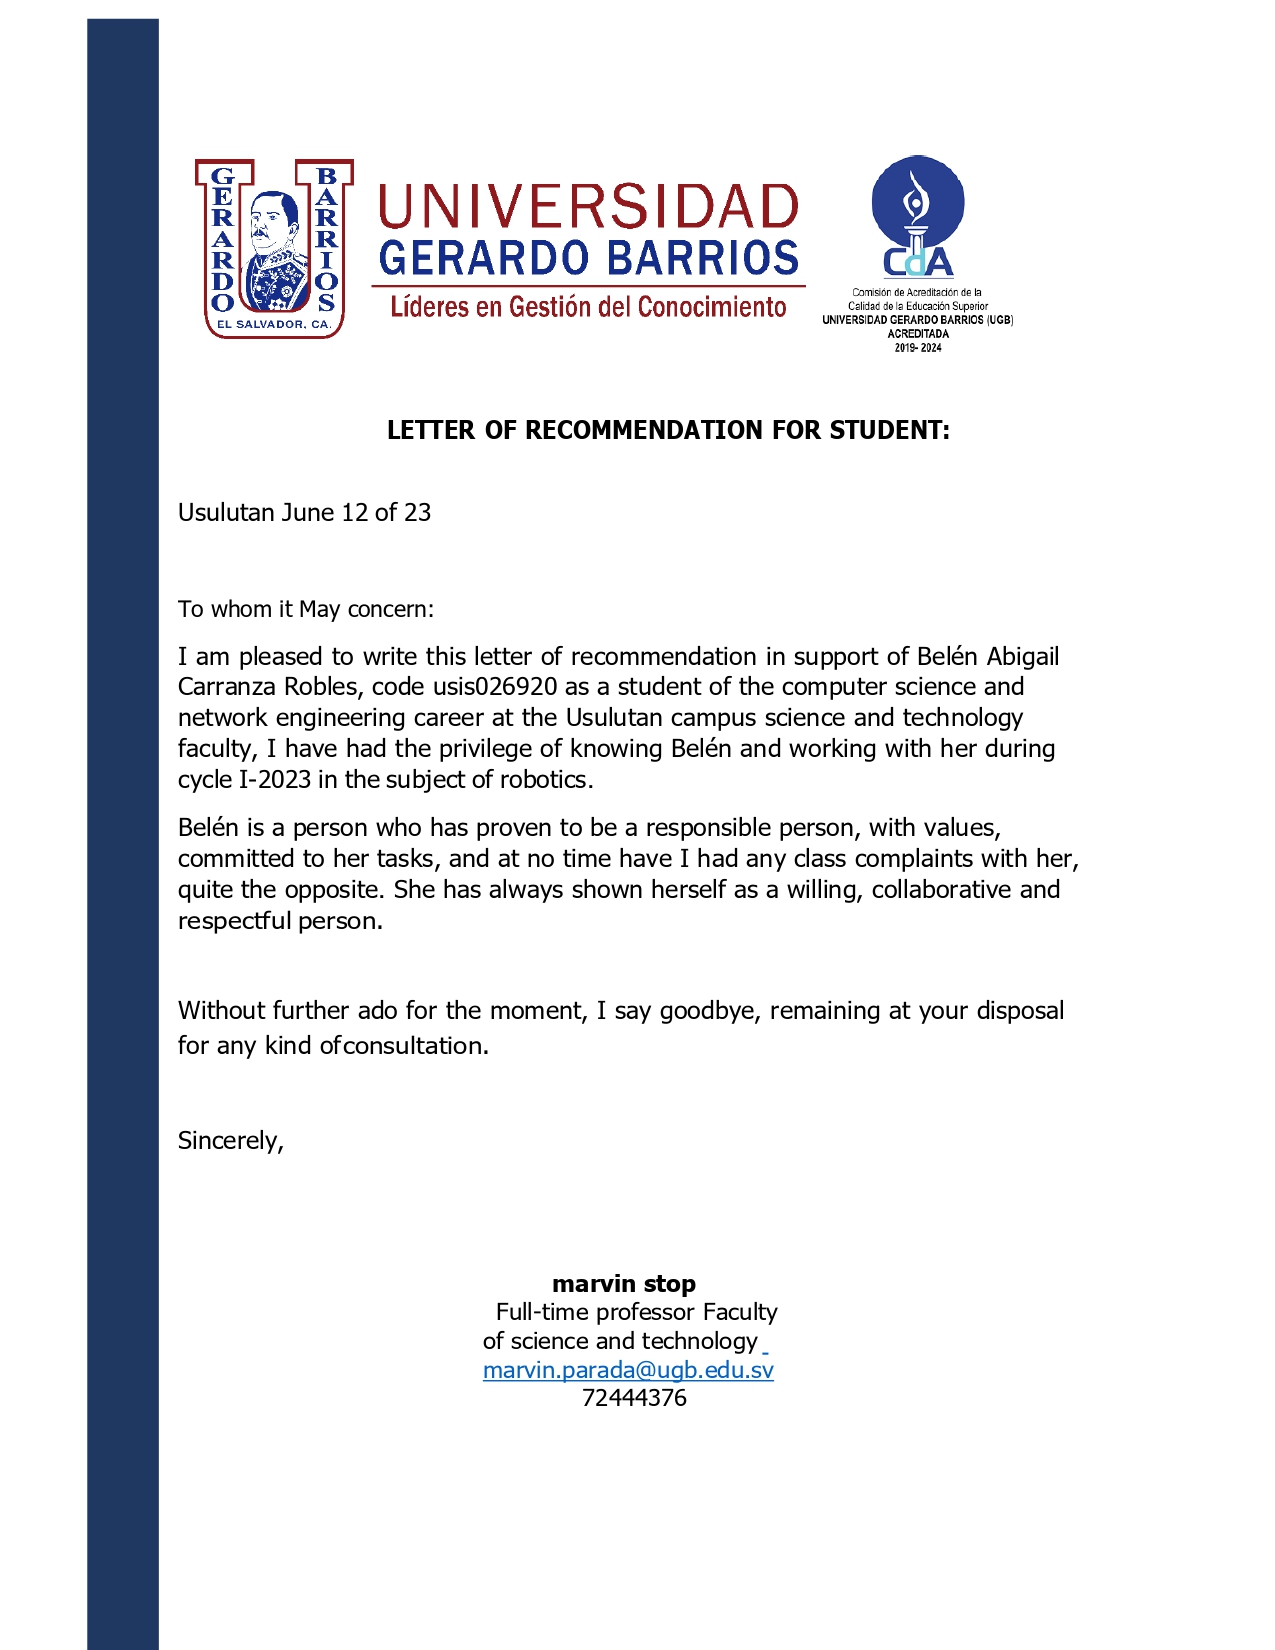 GERARDO
BARRIOS
EL SALVADOR, CA.
UNIVERSIDAD
GERARDO BARRIOS
Líderes en Gestión del Conocimiento
CdA
Comisión de Acreditación de la
Calidad de la Educación Superior
UNIVERSIDAD GERARDO BARRIOS (UGB)
ACREDITADA
2019- 2024
LETTER OF RECOMMENDATION FOR STUDENT:
Usulutan June 12 of 23
To whom it May concern:
I am pleased to write this letter of recommendation in support of Belén Abigail
Carranza Robles, code usis026920 as a student of the computer science and
network engineering career at the Usulutan campus science and technology
faculty, I have had the privilege of knowing Belén and working with her during
cycle I-2023 in the subject of robotics.
Belén is a person who has proven to be a responsible person, with values,
committed to her tasks, and at no time have I had any class complaints with her,
quite the opposite. She has always shown herself as a willing, collaborative and
respectful person.
Without further ado for the moment, I say goodbye, remaining at your disposal
for any kind ofconsultation.
Sincerely,
marvin stop
Full-time professor Faculty
of science and technology
marvin.parada@ugb.edu.sv
72444376